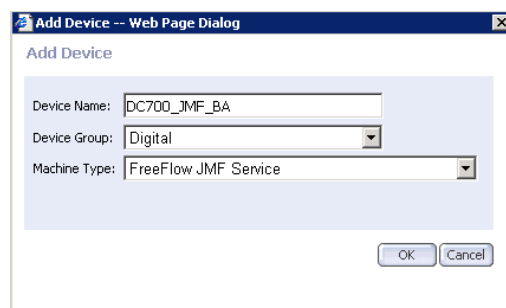 Add Device -- Web Page Dialog
Add Device
Device Name: DC700_JMF_BA
Device Group: Digital
Machine Type: FreeFlow JMF Service
OK Cancel